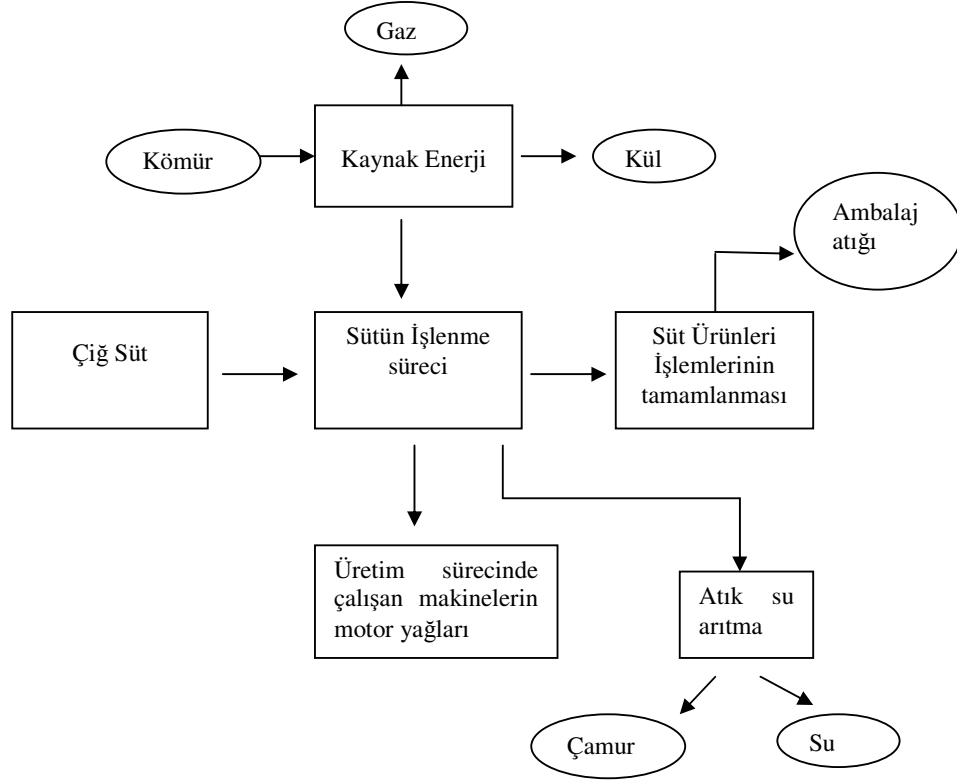 Gaz
Kömür
Kaynak Enerji
Kül
Ambalaj
atığı
Çiğ Süt
Sütün İşlenme
süreci
Süt Ürünleri
İşlemlerinin
tamamlanması
Üretim sürecinde
çalışan makinelerin
motor yağları
Atık su
arıtma
Çamur
Su